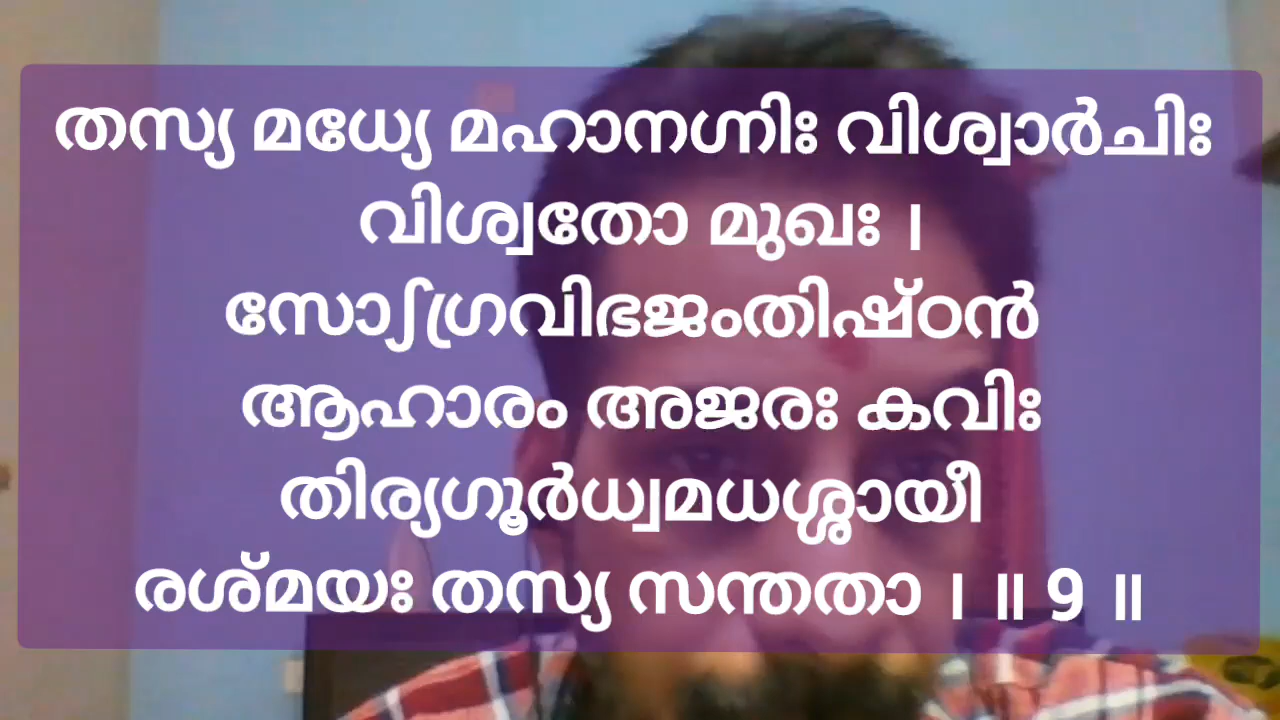 തസ്യ മധ്യേ മഹാനഗ്നിഃ വിശ്വാർചിഃ
വിശ്വതോ മുഖഃ ।
സോഽഗ്രവിഭജംതിഷ്ഠൻ
ആഹാരം അജരഃ കവിഃ
തിര്യഗൂർധ്വമധശ്ശായീ
രശ്മയഃ തസ്യ സന്തതാ । ॥ 9 ॥